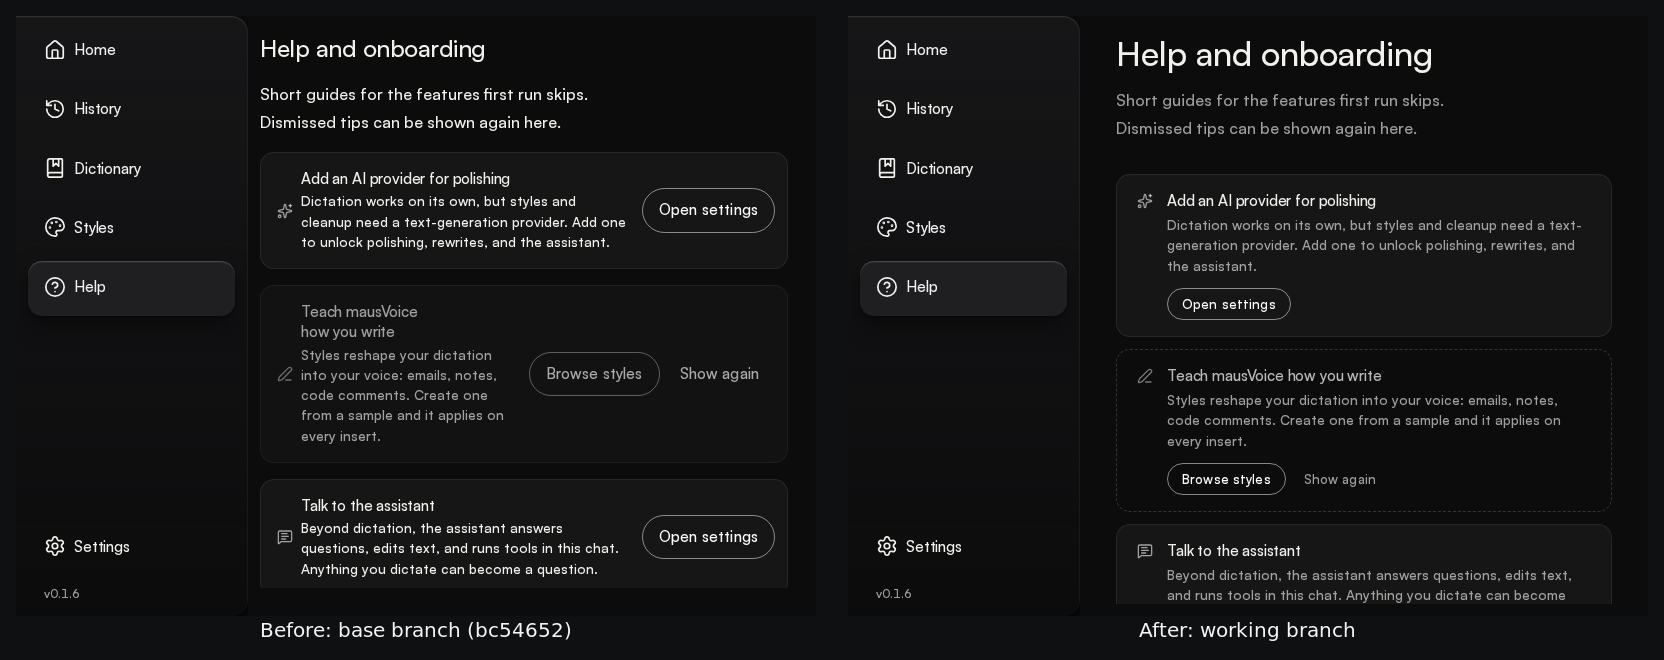 Home
History
Dictionary
Styles
Help
Settings
v0.1.6
Help and onboarding
Short guides for the features first run skips.
Dismissed tips can be shown again here.
Add an AI provider for polishing
Dictation works on its own, but styles and
cleanup need a text-generation provider. Add one
to unlock polishing, rewrites, and the assistant.
Open settings
Teach mausVoice
how you write
Styles reshape your dictation
into your voice: emails, notes,
code comments. Create one
from a sample and it applies on
every insert.
Browse styles
Show again
Talk to the assistant
Beyond dictation, the assistant answers
questions, edits text, and runs tools in this chat.
Anything you dictate can become a question.
Open settings
Before: base branch (bc54652)
Home
History
Dictionary
Styles
Help
Settings
v0.1.6
Help and onboarding
Short guides for the features first run skips.
Dismissed tips can be shown again here.
Add an AI provider for polishing
Dictation works on its own, but styles and cleanup need a text-
generation provider. Add one to unlock polishing, rewrites, and
the assistant.
Open settings
Teach mausVoice how you write
Styles reshape your dictation into your voice: emails, notes,
code comments. Create one from a sample and it applies on
every insert.
Browse styles
Show again
Talk to the assistant
Beyond dictation, the assistant answers questions, edits text,
and runs tools in this chat. Anything you dictate can become
After: working branch